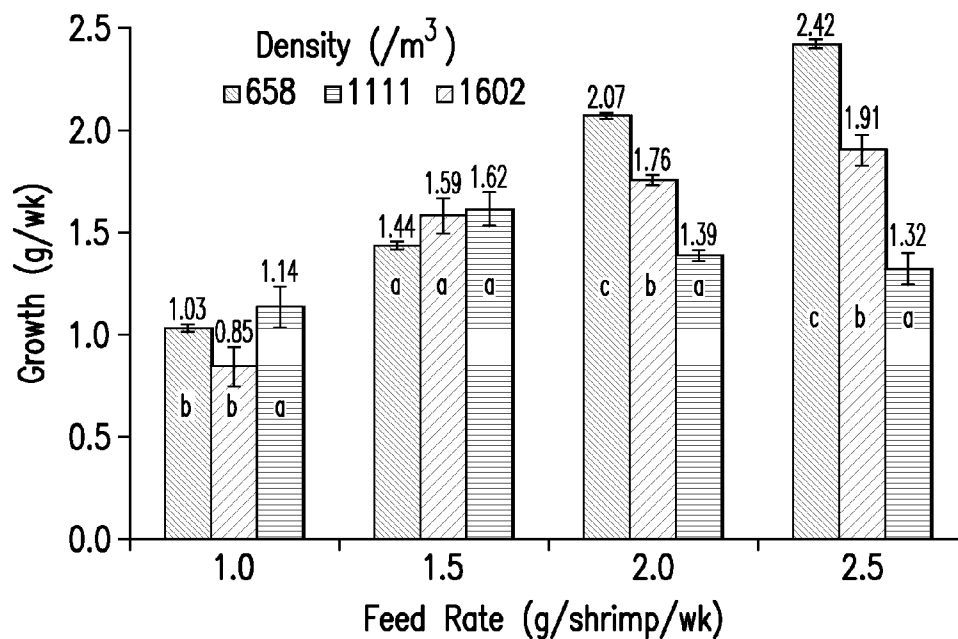 Density (/m³)
658 1111 1602
2.5
2.0
1.5
1.0
0.5
0.0
Growth (g/wk)
1.03 0.85 1.14
b b a
1.44 1.59 1.62
a a a
2.07 1.76 1.39
c b a
2.42 1.91 1.32
c b a
1.0 1.5 2.0 2.5
Feed Rate (g/shrimp/wk)